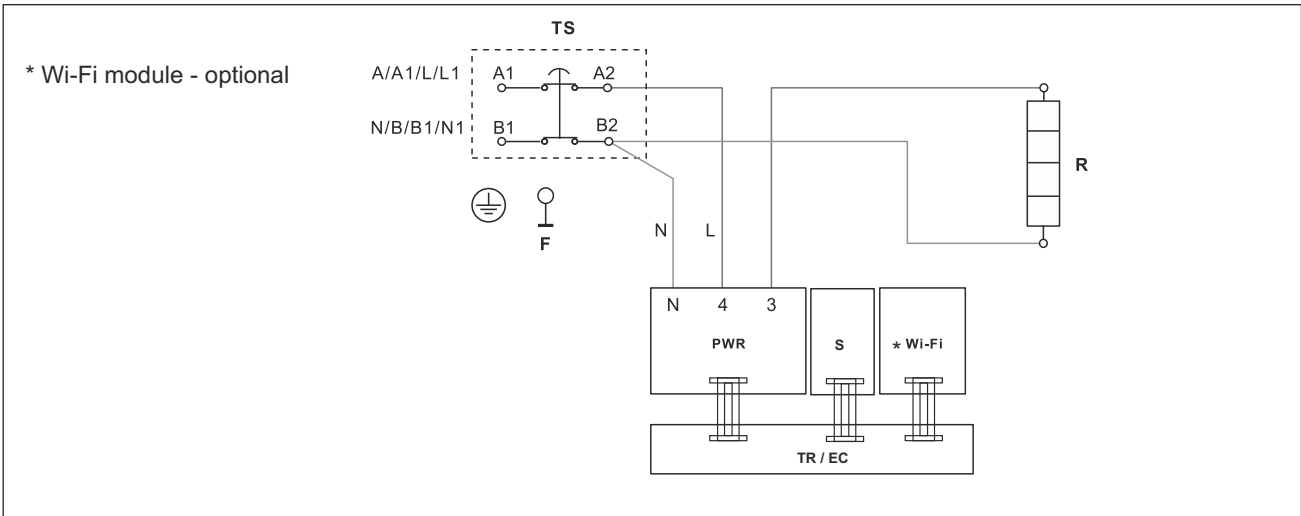 TS
* Wi-Fi module - optional
A/A1/L/L1 A1 A2
N/B/B1/N1 B1 B2
R
F
N L
N 4 3
PWR S * Wi-Fi
TR / EC